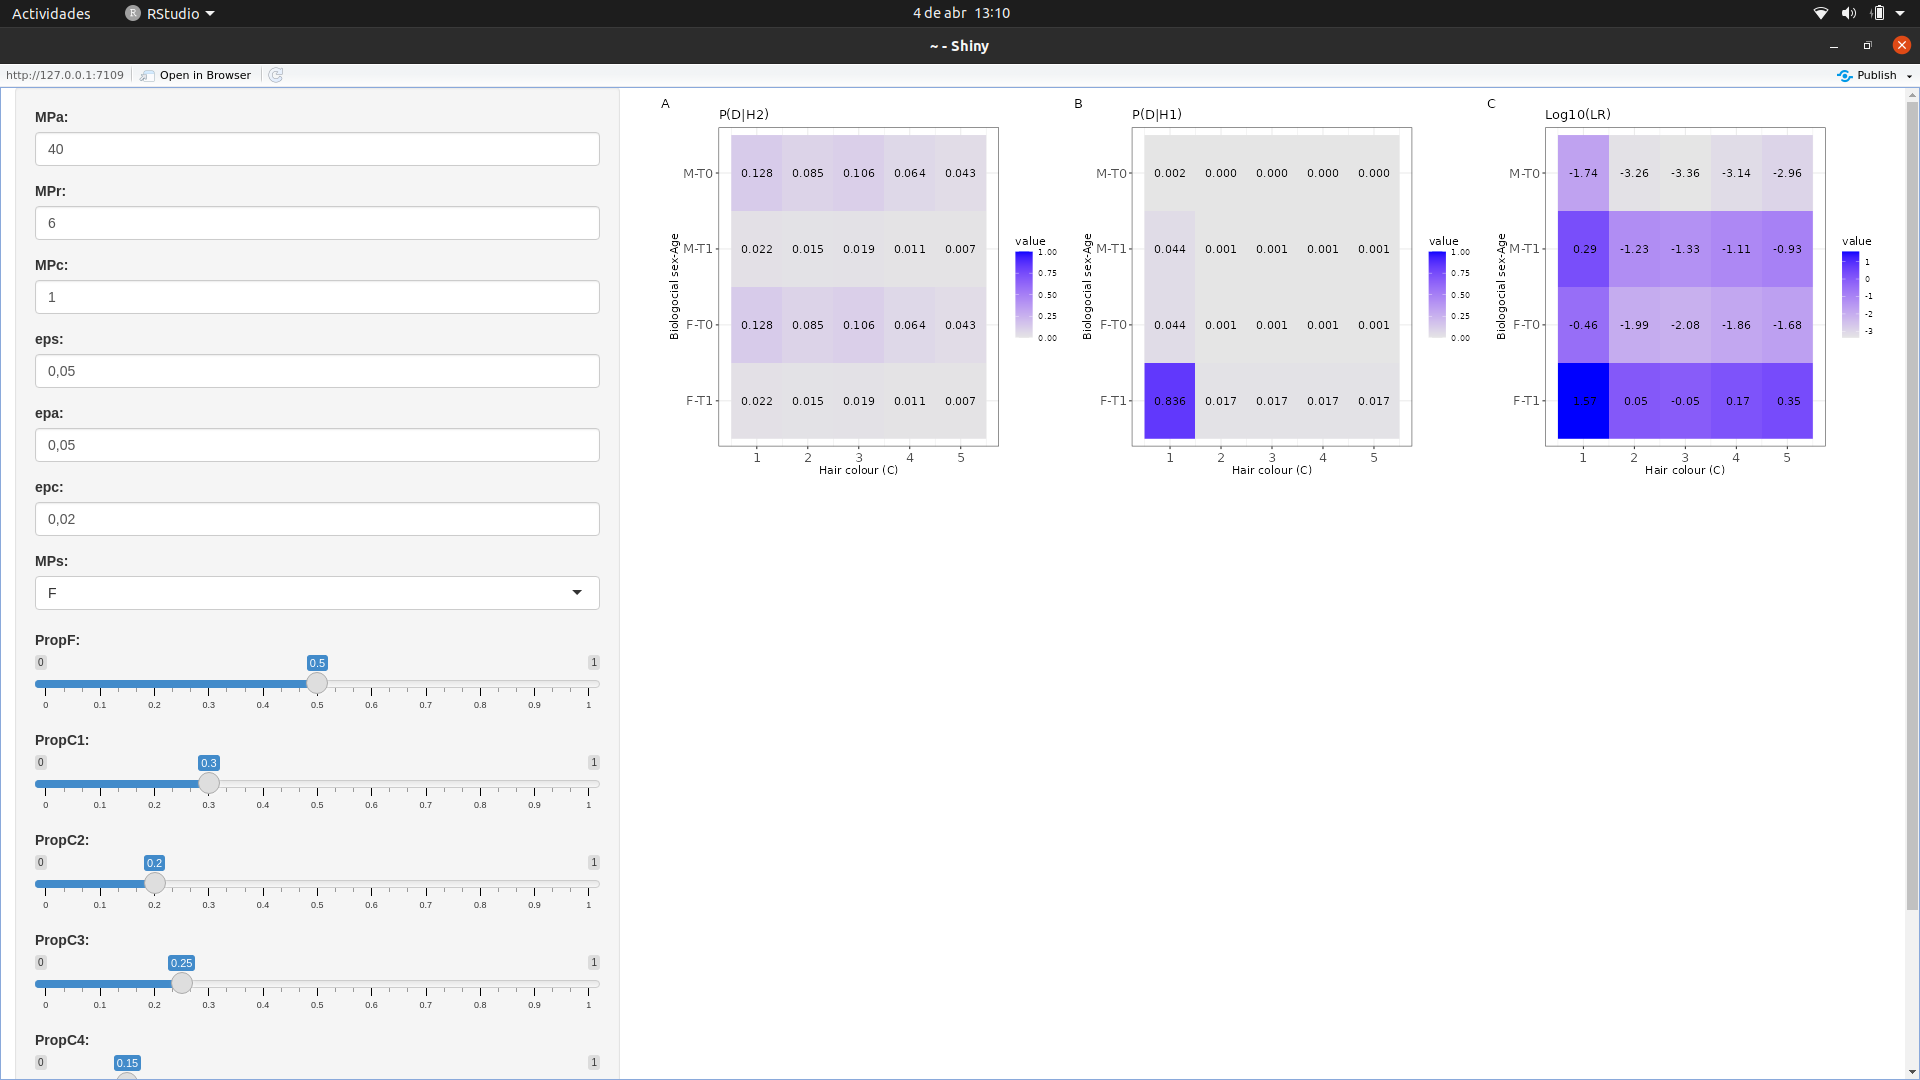 Actividades RStudio 4 de abr 13:10
~ - Shiny
http://127.0.0.1:7109 Open in Browser Publish
MPa:
40
MPr:
6
MPc:
1
eps:
0,05
epa:
0,05
epc:
0,02
MPs:
F
PropF:
0 0.5 1
0 0.1 0.2 0.3 0.4 0.5 0.6 0.7 0.8 0.9 1
PropC1:
0 0.3 1
0 0.1 0.2 0.3 0.4 0.5 0.6 0.7 0.8 0.9 1
PropC2:
0 0.2 1
0 0.1 0.2 0.3 0.4 0.5 0.6 0.7 0.8 0.9 1
PropC3:
0 0.25 1
0 0.1 0.2 0.3 0.4 0.5 0.6 0.7 0.8 0.9 1
PropC4:
0 0.15 1
A
P(D|H2)
M-T0 0.128 0.085 0.106 0.064 0.043
M-T1 0.022 0.015 0.019 0.011 0.007
F-T0 0.128 0.085 0.106 0.064 0.043
F-T1 0.022 0.015 0.019 0.011 0.007
1 2 3 4 5
Hair colour (C)
Biologocial sex-Age
value
1.00
0.75
0.50
0.25
0.00
B
P(D|H1)
M-T0 0.002 0.000 0.000 0.000 0.000
M-T1 0.044 0.001 0.001 0.001 0.001
F-T0 0.044 0.001 0.001 0.001 0.001
F-T1 0.836 0.017 0.017 0.017 0.017
1 2 3 4 5
Hair colour (C)
Biologocial sex-Age
value
1.00
0.75
0.50
0.25
0.00
C
Log10(LR)
M-T0 -1.74 -3.26 -3.36 -3.14 -2.96
M-T1 0.29 -1.23 -1.33 -1.11 -0.93
F-T0 -0.46 -1.99 -2.08 -1.86 -1.68
F-T1 1.57 0.05 -0.05 0.17 0.35
1 2 3 4 5
Hair colour (C)
Biologocial sex-Age
value
1
0
-1
-2
-3